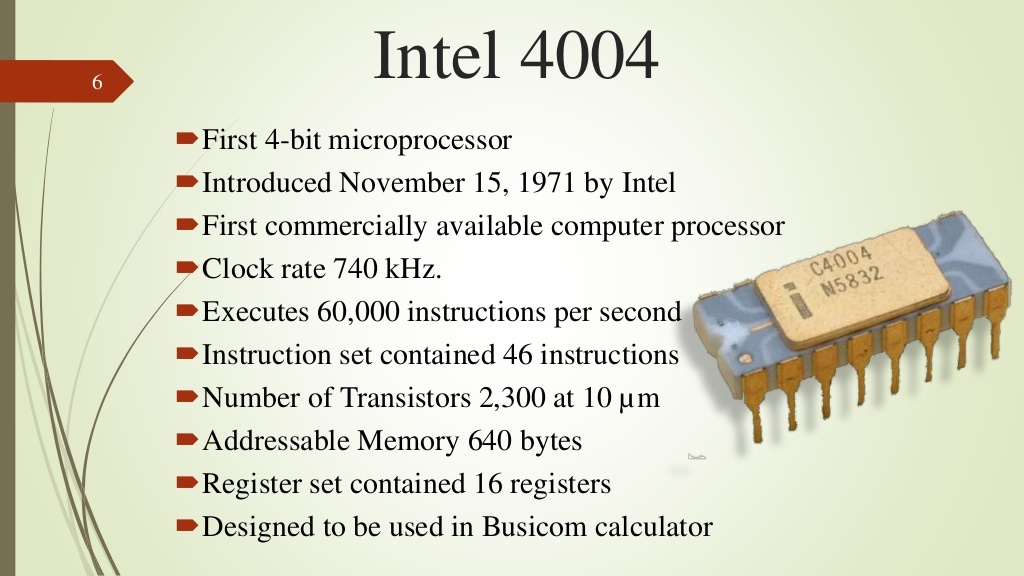 Intel 4004
6
First 4-bit microprocessor
Introduced November 15, 1971 by Intel
First commercially available computer processor
Clock rate 740 kHz.
Executes 60,000 instructions per second
Instruction set contained 46 instructions
Number of Transistors 2,300 at 10 µm
Addressable Memory 640 bytes
Register set contained 16 registers
Designed to be used in Busicom calculator
C4004
N5832
i